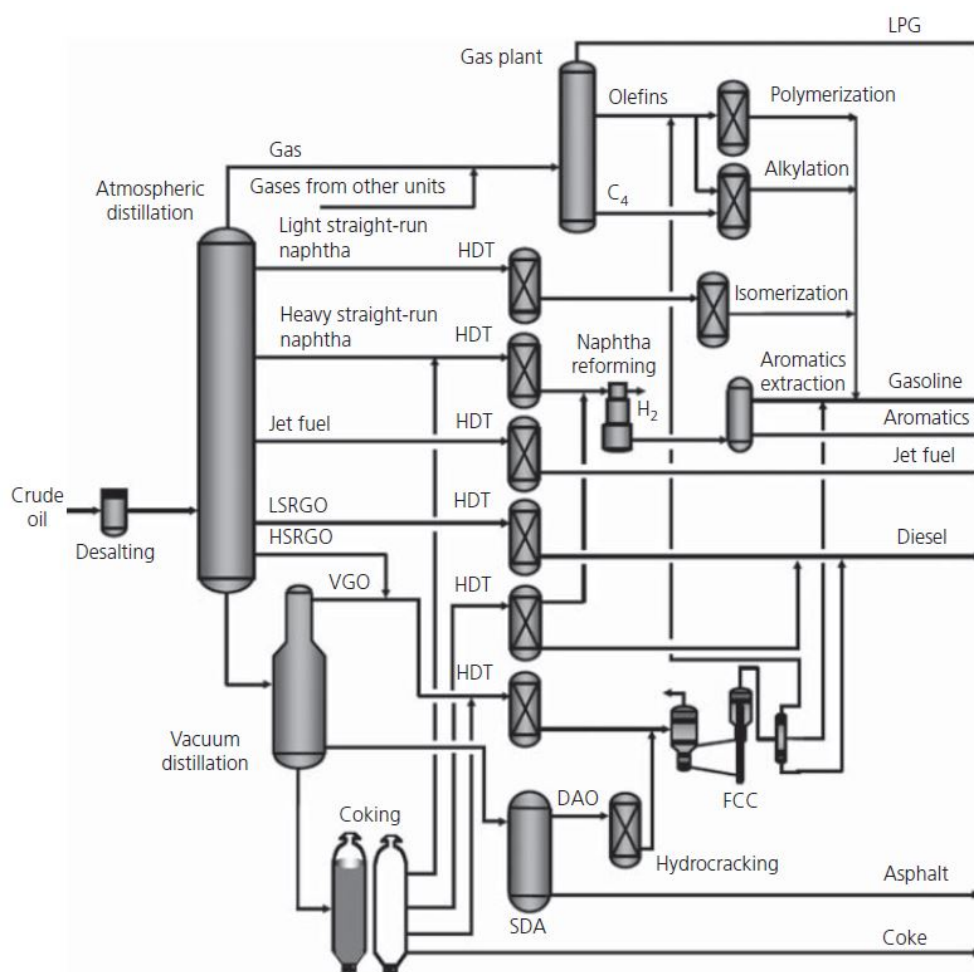 LPG
Gas plant
Olefins
Polymerization
Gas
Atmospheric
distillation
Gases from other units
Alkylation
C4
Light straight-run
naphtha
HDT
Isomerization
Heavy straight-run
naphtha
HDT
Naphtha
reforming
H2
Aromatics
extraction
Gasoline
Aromatics
Jet fuel
HDT
Jet fuel
Crude
oil
Desalting
LSRGO
HDT
HSRGO
Diesel
VGO
HDT
HDT
Vacuum
distillation
FCC
Coking
DAO
Hydrocracking
SDA
Asphalt
Coke